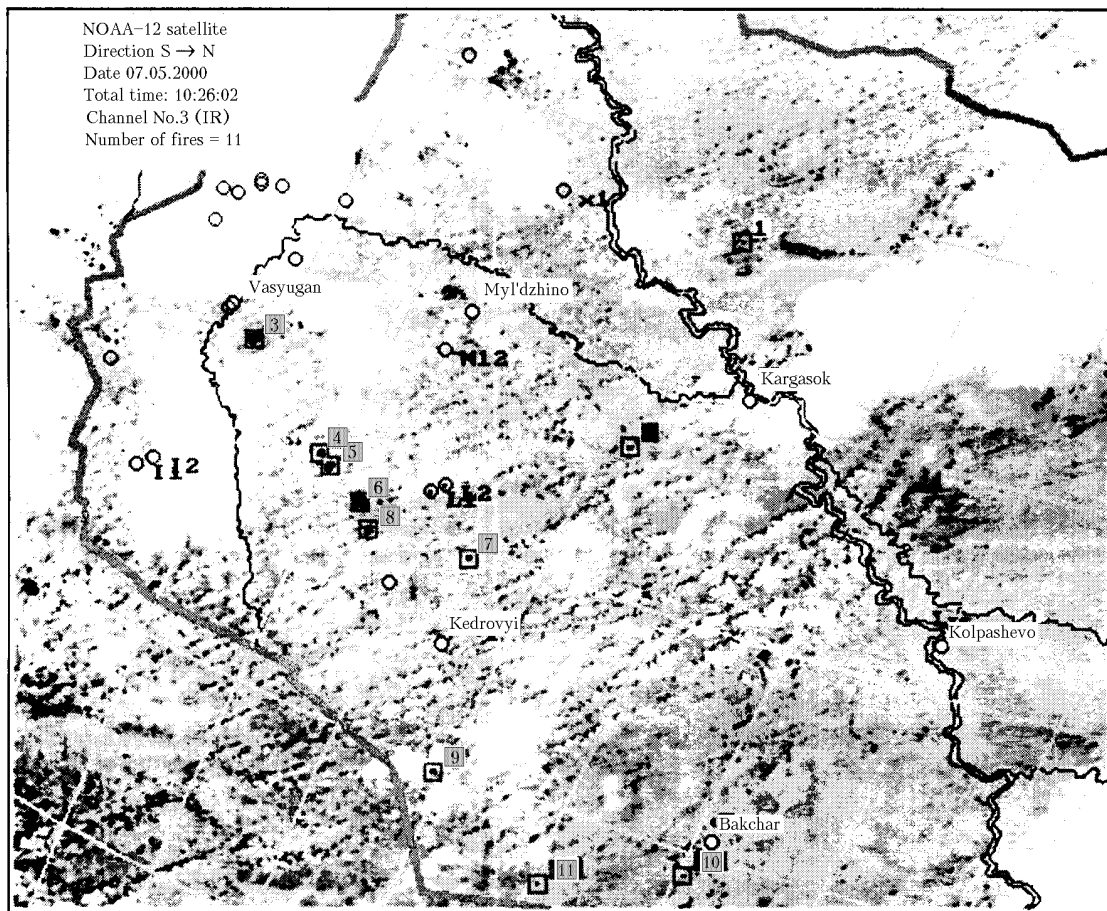 NOAA–12 satellite
Direction S → N
Date 07.05.2000
Total time: 10:26:02
Channel No.3 (IR)
Number of fires = 11
1
Vasyugan
Myl'dzhino
3
Kargasok
4
5
6
8
7
Kedrovyi
Kolpashevo
9
Bakchar
10
11